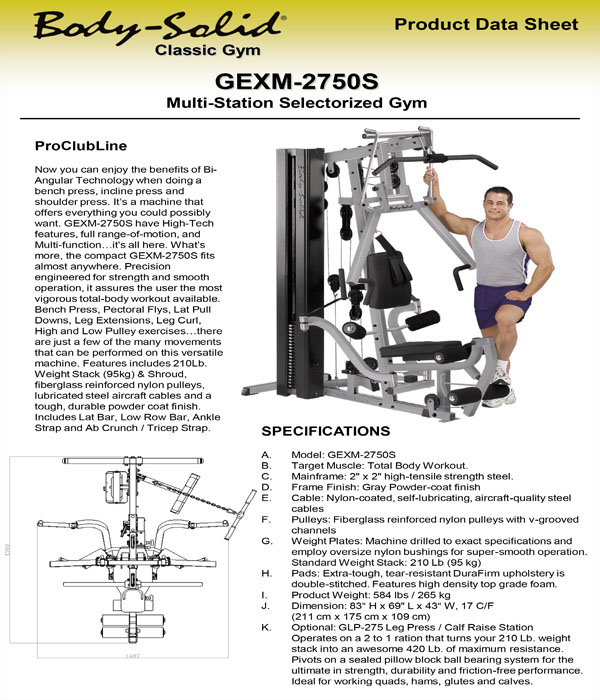 Body-Solid®
Classic Gym
Product Data Sheet
GEXM-2750S
Multi-Station Selectorized Gym
ProClubLine
Now you can enjoy the benefits of Bi-
Angular Technology when doing a
bench press, incline press and
shoulder press. It's a machine that
offers everything you could possibly
want. GEXM-2750S have High-Tech
features, full range-of-motion, and
Multi-function…it's all here. What's
more, the compact GEXM-2750S fits
almost anywhere. Precision
engineered for strength and smooth
operation, it assures the user the most
vigorous total-body workout available.
Bench Press, Pectoral Flys, Lat Pull
Downs, Leg Extensions, Leg Curl,
High and Low Pulley exercises…there
are just a few of the many movements
that can be performed on this versatile
machine. Features includes 210Lb.
Weight Stack (95kg) & Shroud,
fiberglass reinforced nylon pulleys,
lubricated steel aircraft cables and a
tough, durable powder coat finish.
Includes Lat Bar, Low Row Bar, Ankle
Strap and Ab Crunch / Tricep Strap.
Body-Solid
SPECIFICATIONS
A. Model: GEXM-2750S
B. Target Muscle: Total Body Workout.
C. Mainframe: 2" x 2" high-tensile strength steel.
D. Frame Finish: Gray Powder-coat finish
E. Cable: Nylon-coated, self-lubricating, aircraft-quality steel
cables
F. Pulleys: Fiberglass reinforced nylon pulleys with v-grooved
channels
G. Weight Plates: Machine drilled to exact specifications and
employ oversize nylon bushings for super-smooth operation.
Standard Weight Stack: 210 Lb (95 kg)
H. Pads: Extra-tough, tear-resistant DuraFirm upholstery is
double-stitched. Features high density top grade foam.
I. Product Weight: 584 lbs / 265 kg
J. Dimension: 83" H x 69" L x 43" W, 17 C/F
(211 cm x 175 cm x 109 cm)
K. Optional: GLP-275 Leg Press / Calf Raise Station
Operates on a 2 to 1 ration that turns your 210 Lb. weight
stack into an awesome 420 Lb. of maximum resistance.
Pivots on a sealed pillow block ball bearing system for the
ultimate in strength, durability and friction-free performance.
Ideal for working quads, hams, glutes and calves.